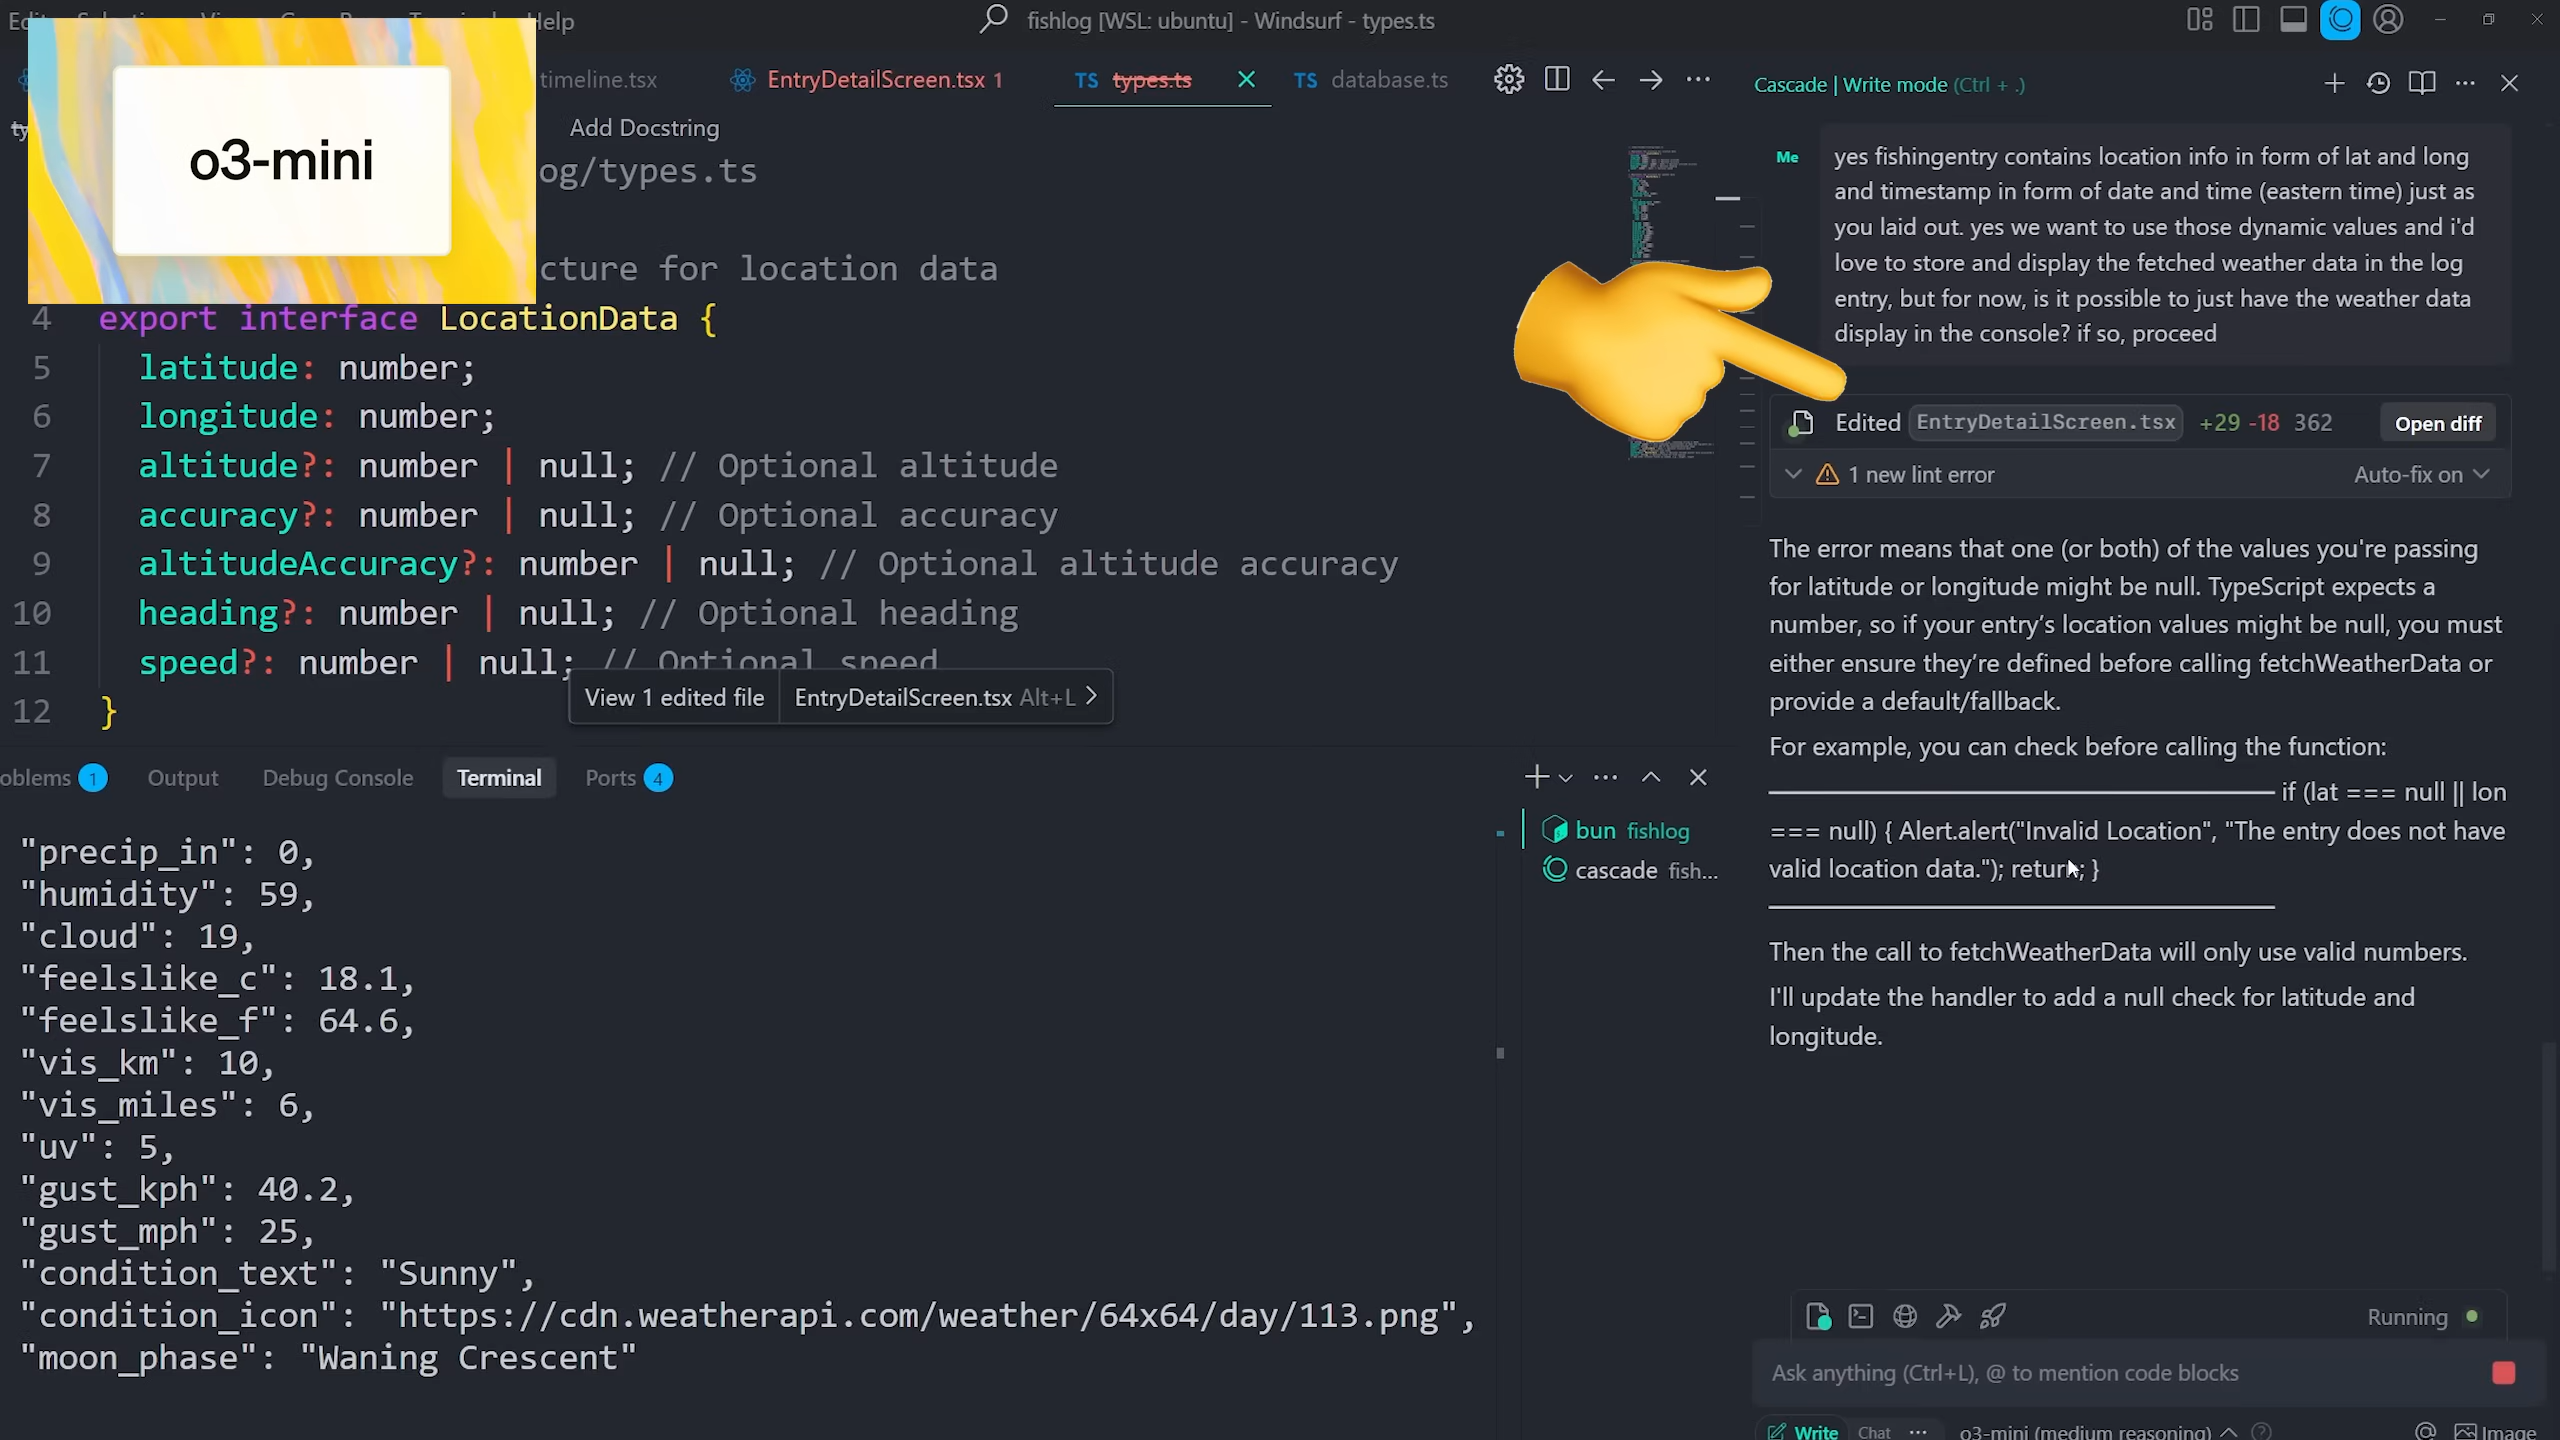 Help
fishlog [WSL: ubuntu] - Windsurf - types.ts
o3-mini
timeline.tsx
EntryDetailScreen.tsx 1
TS types.ts
TS database.ts
Add Docstring
og/types.ts
cture for location data
4 export interface LocationData {
5 latitude: number;
6 longitude: number;
7 altitude?: number | null; // Optional altitude
8 accuracy?: number | null; // Optional accuracy
9 altitudeAccuracy?: number | null; // Optional altitude accuracy
10 heading?: number | null; // Optional heading
11 speed?: number | null; // Optional speed
12 }
View 1 edited file
EntryDetailScreen.tsx Alt+L
oblems 1
Output
Debug Console
Terminal
Ports 4
"precip_in": 0,
"humidity": 59,
"cloud": 19,
"feelslike_c": 18.1,
"feelslike_f": 64.6,
"vis_km": 10,
"vis_miles": 6,
"uv": 5,
"gust_kph": 40.2,
"gust_mph": 25,
"condition_text": "Sunny",
"condition_icon": "https://cdn.weatherapi.com/weather/64x64/day/113.png",
"moon_phase": "Waning Crescent"
bun fishlog
cascade fish...
Cascade | Write mode (Ctrl + .)
Me
yes fishingentry contains location info in form of lat and long
and timestamp in form of date and time (eastern time) just as
you laid out. yes we want to use those dynamic values and i'd
love to store and display the fetched weather data in the log
entry, but for now, is it possible to just have the weather data
display in the console? if so, proceed
Edited EntryDetailScreen.tsx +29 -18 362
Open diff
1 new lint error
Auto-fix on
The error means that one (or both) of the values you're passing
for latitude or longitude might be null. TypeScript expects a
number, so if your entry’s location values might be null, you must
either ensure they’re defined before calling fetchWeatherData or
provide a default/fallback.
For example, you can check before calling the function:
if (lat === null || lon
=== null) { Alert.alert("Invalid Location", "The entry does not have
valid location data."); return; }
Then the call to fetchWeatherData will only use valid numbers.
I'll update the handler to add a null check for latitude and
longitude.
Running
Ask anything (Ctrl+L), @ to mention code blocks
Write
Chat
o3-mini (medium reasoning)
Image